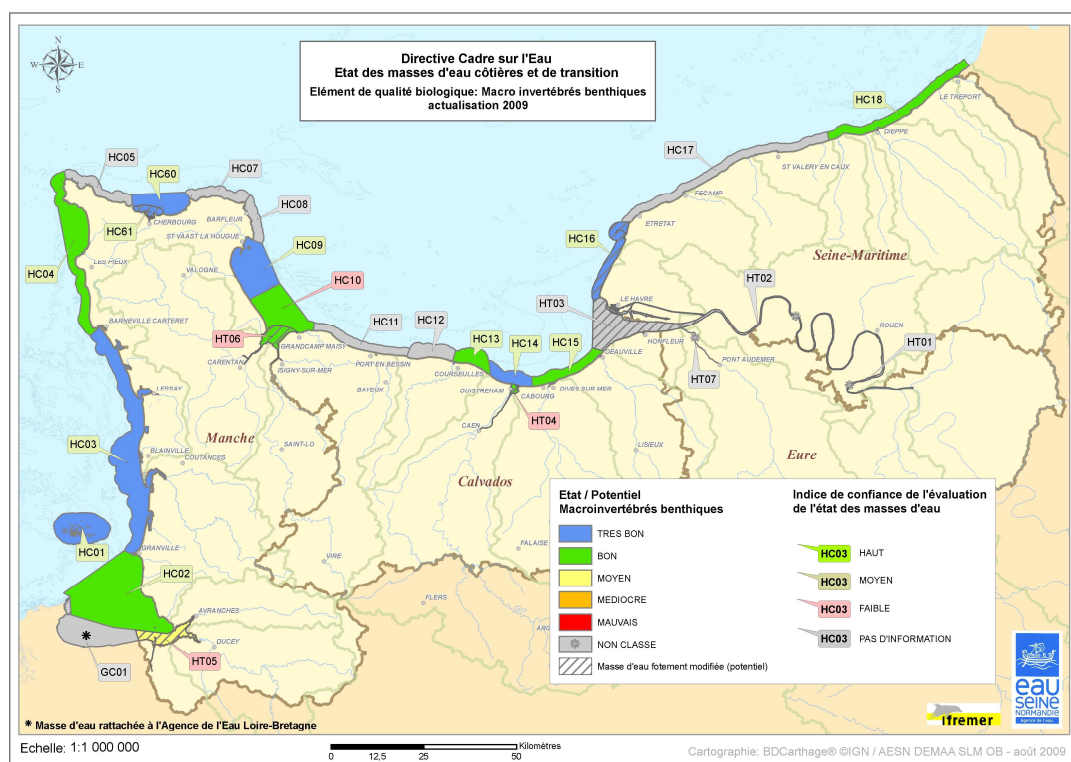 Directive Cadre sur l'Eau
Etat des masses d'eau côtières et de transition
Elément de qualité biologique: Macro invertébrés benthiques
actualisation 2009
N
W
E
S
HC18
LE TREPORT
DIEPPE
HC17
ST VALERY EN CAUX
FECAMP
ETRETAT
HC16
HC05
HC60
HC07
HC08
HC61
CHERBOURG
BARFLEUR
ST VAAST LA HOUGUE
HC04
LES PIEUX
VALOGNE
HC09
HC10
Seine-Maritime
HT02
HT03
LE HAVRE
ROUEN
HT01
HONFLEUR
PONT AUDEMER
HT07
BARNEVILLE CARTERET
HT06
CARENTAN
GRANDCAMP MAISY
ISIGNY-SUR-MER
HC11
HC12
HC13
HC14
HC15
DEAUVILLE
PORT EN BESSIN
COURSEULLES
BAYEUX
OUISTREHAM
CABOURG
DIVES SUR MER
HT04
CAEN
LISIEUX
LESSAY
HC03
Manche
SAINT-LO
BLAINVILLE
COUTANCES
Calvados
Eure
HC01
GRANVILLE
HC02
VIRE
FALAISE
FLERS
ARG
AVRANCHES
DUCEY
HT05
GC01
*
Etat / Potentiel
Macroinvertébrés benthiques
TRES BON
BON
MOYEN
MEDIOCRE
MAUVAIS
NON CLASSE
Masse d'eau fotement modifiée (potentiel)
Indice de confiance de l'évaluation
de l'état des masses d'eau
HC03 HAUT
HC03 MOYEN
HC03 FAIBLE
HC03 PAS D'INFORMATION
eau
SEINE
NORMANDIE
Agence de l'eau
Ifremer
* Masse d'eau rattachée à l'Agence de l'Eau Loire-Bretagne
Echelle: 1:1 000 000
Kilomètres
0 12,5 25 50
Cartographie: BDCarthage® ©IGN / AESN DEMAA SLM OB - août 2009